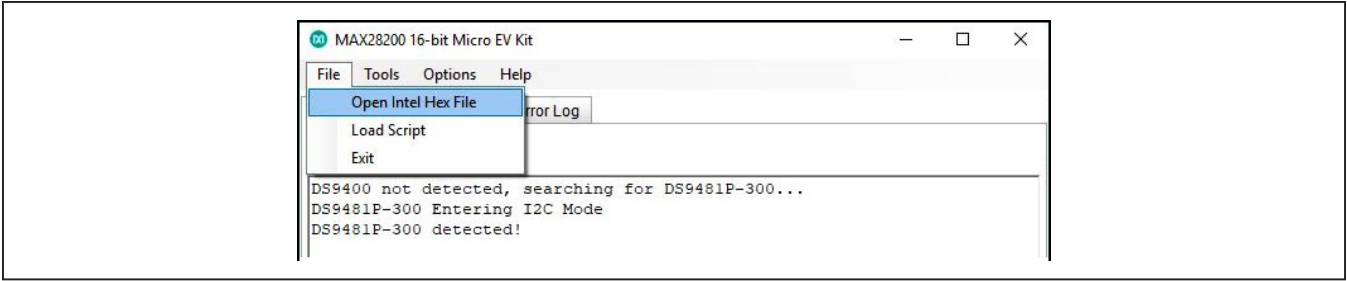 MAX28200 16-bit Micro EV Kit
File Tools Options Help
Open Intel Hex File
Log
Load Script
Exit
DS9400 not detected, searching for DS9481P-300...
DS9481P-300 Entering I2C Mode
DS9481P-300 detected!